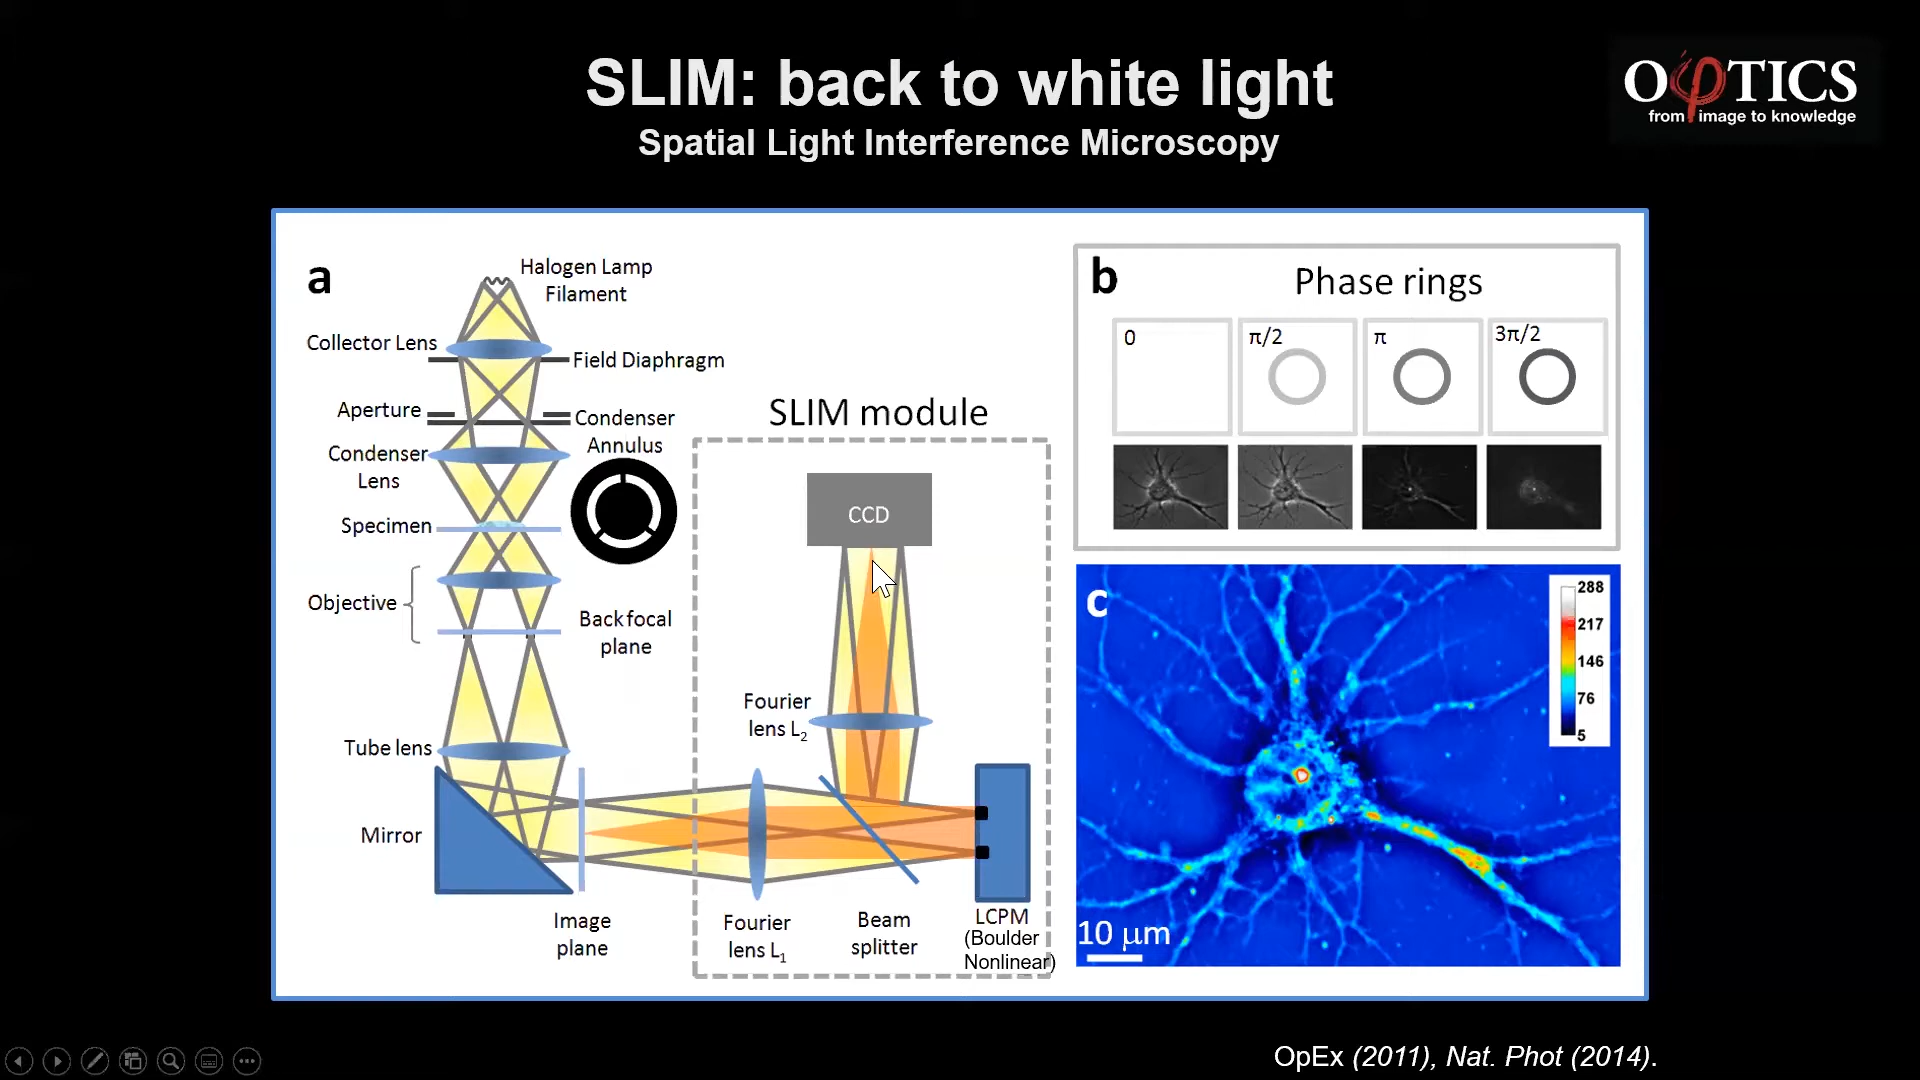 SLIM: back to white light
Spatial Light Interference Microscopy
OφTICS
from image to knowledge
a
Halogen Lamp
Filament
Collector Lens
Field Diaphragm
Aperture
Condenser
Annulus
Condenser
Lens
Specimen
Objective
Back focal
plane
Tube lens
Mirror
Image
plane
SLIM module
CCD
Fourier
lens L2
Fourier
lens L1
Beam
splitter
LCPM
(Boulder
Nonlinear)
b
Phase rings
0
π/2
π
3π/2
c
288
217
146
76
5
10 μm
OpEx (2011), Nat. Phot (2014).